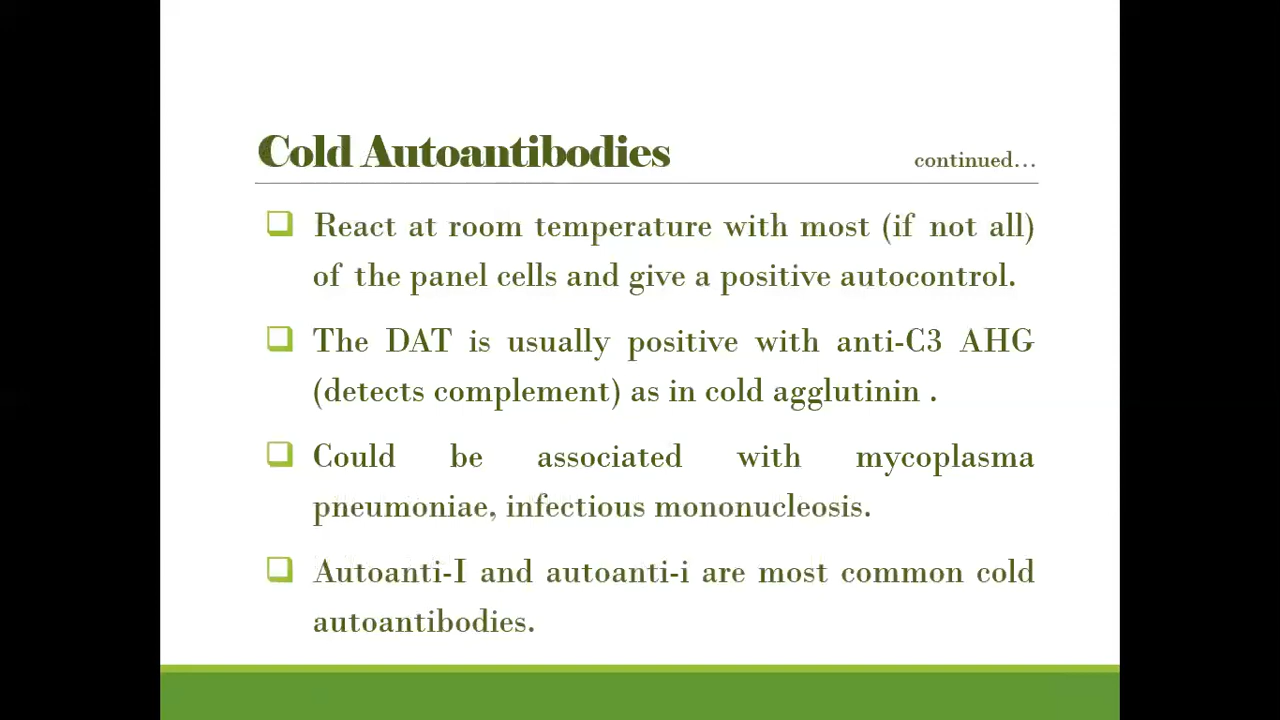 Cold Autoantibodies continued...
❑ React at room temperature with most (if not all)
of the panel cells and give a positive autocontrol.
❑ The DAT is usually positive with anti-C3 AHG
(detects complement) as in cold agglutinin .
❑ Could be associated with mycoplasma
pneumoniae, infectious mononucleosis.
❑ Autoanti-I and autoanti-i are most common cold
autoantibodies.